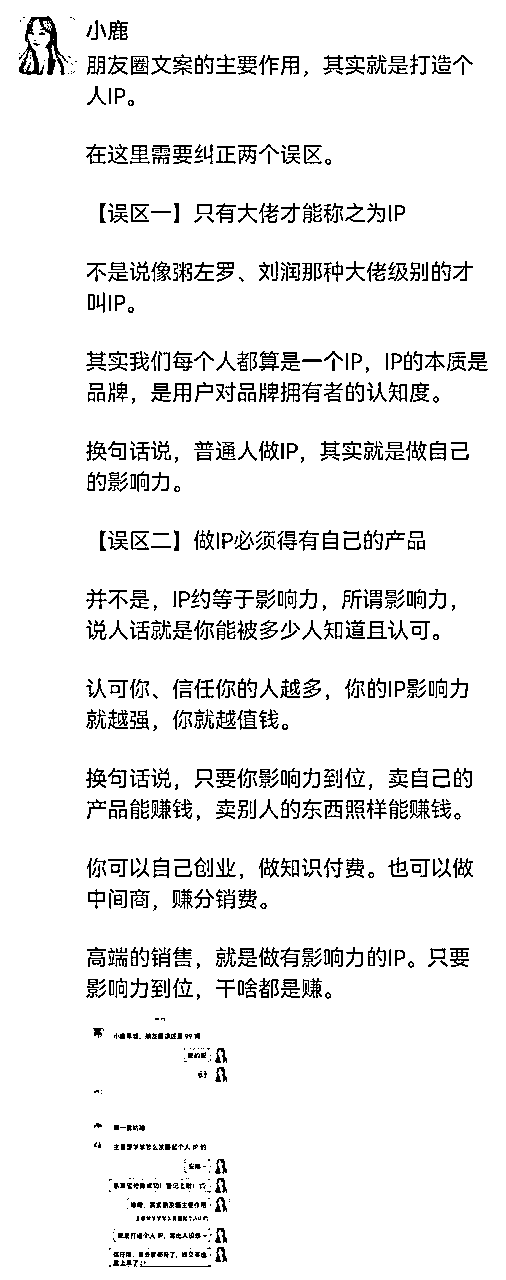 小鹿
朋友圈文案的主要作用，其实就是打造个
人IP。
在这里需要纠正两个误区。
【误区一】只有大佬才能称之为IP
不是说像粥左罗、刘润那种大佬级别的才
叫IP。
其实我们每个人都算是一个IP，IP的本质是
品牌，是用户对品牌拥有者的认知度。
换句话说，普通人做IP，其实就是做自己
的影响力。
【误区二】做IP必须得有自己的产品
并不是，IP约等于影响力，所谓影响力，
说人话就是你能被多少人知道且认可。
认可你、信任你的人越多，你的IP影响力
就越强，你就越值钱。
换句话说，只要你影响力到位，卖自己的
产品能赚钱，卖别人的东西照样能赚钱。
你可以自己创业，做知识付费。也可以做
中间商，赚分销费。
高端的销售，就是做有影响力的IP。只要
影响力到位，干啥都是赚。